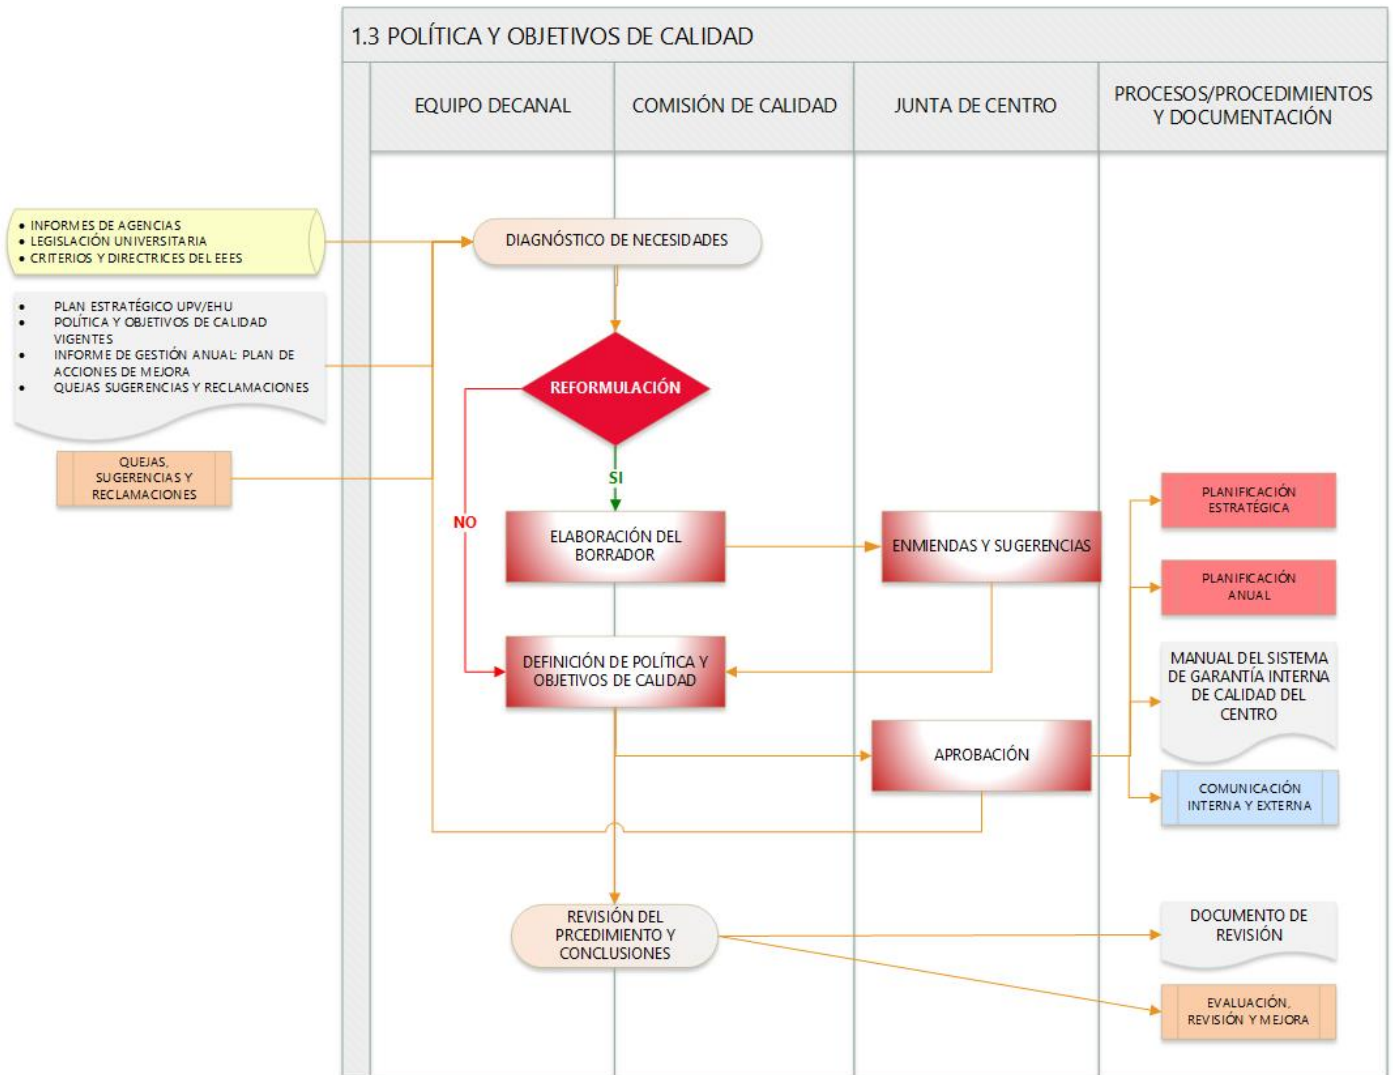 1.3 POLÍTICA Y OBJETIVOS DE CALIDAD
EQUIPO DECANAL
COMISIÓN DE CALIDAD
JUNTA DE CENTRO
PROCESOS/PROCEDIMIENTOS
Y DOCUMENTACIÓN
• INFORMES DE AGENCIAS
• LEGISLACIÓN UNIVERSITARIA
• CRITERIOS Y DIRECTRICES DEL EEES
DIAGNÓSTICO DE NECESIDADES
• PLAN ESTRATÉGICO UPV/EHU
• POLÍTICA Y OBJETIVOS DE CALIDAD
VIGENTES
• INFORME DE GESTIÓN ANUAL: PLAN DE
ACCIONES DE MEJORA
• QUEJAS SUGERENCIAS Y RECLAMACIONES
REFORMULACIÓN
QUEJAS,
SUGERENCIAS Y
RECLAMACIONES
SI
NO
PLANIFICACIÓN
ESTRATÉGICA
ELABORACIÓN DEL
BORRADOR
ENMIENDAS Y SUGERENCIAS
PLANIFICACIÓN
ANUAL
DEFINICIÓN DE POLÍTICA Y
OBJETIVOS DE CALIDAD
MANUAL DEL SISTEMA
DE GARANTÍA INTERNA
DE CALIDAD DEL
CENTRO
APROBACIÓN
COMUNICACIÓN
INTERNA Y EXTERNA
REVISIÓN DEL
PRCEDIMIENTO Y
CONCLUSIONES
DOCUMENTO DE
REVISIÓN
EVALUACIÓN,
REVISIÓN Y MEJORA